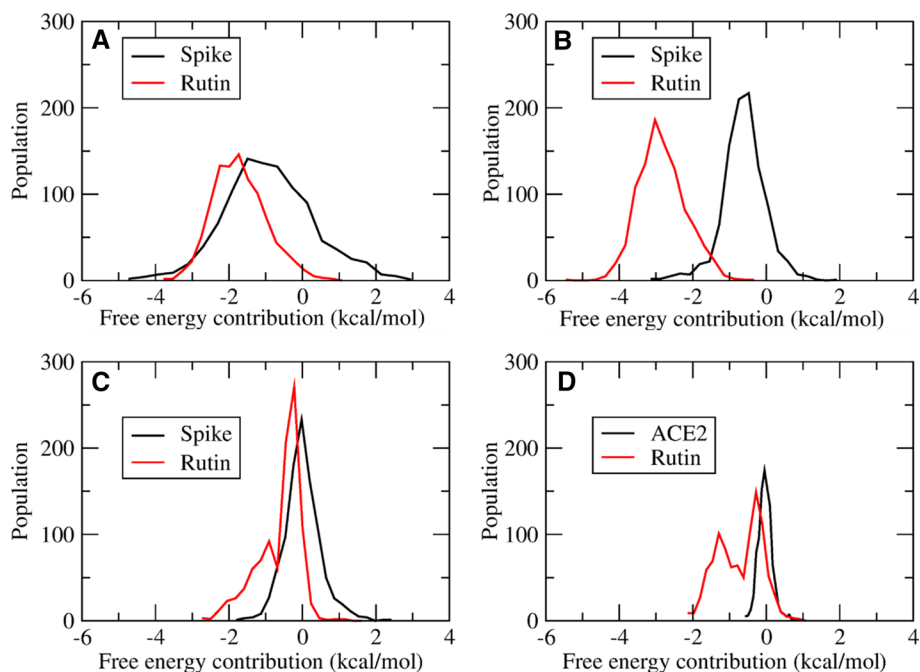 A
Spike
Rutin
300
200
100
0
Population
-6
-4
-2
0
2
4
Free energy contribution (kcal/mol)
B
Spike
Rutin
300
200
100
0
Population
-6
-4
-2
0
2
4
Free energy contribution (kcal/mol)
C
Spike
Rutin
300
200
100
0
Population
-6
-4
-2
0
2
4
Free energy contribution (kcal/mol)
D
ACE2
Rutin
300
200
100
0
Population
-6
-4
-2
0
2
4
Free energy contribution (kcal/mol)